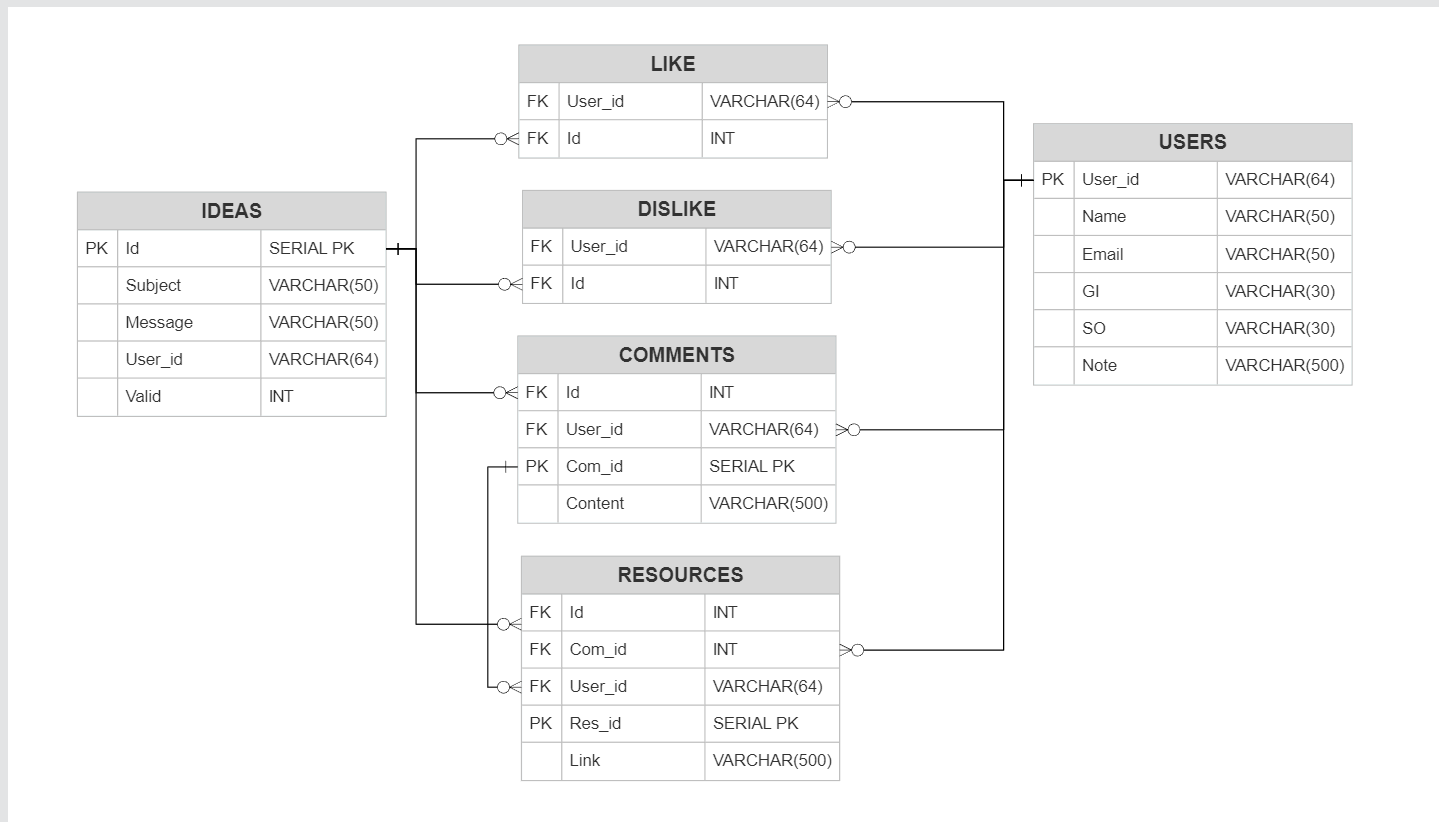 LIKE
FK User_id VARCHAR(64)
FK Id INT
USERS
PK User_id VARCHAR(64)
Name VARCHAR(50)
Email VARCHAR(50)
GI VARCHAR(30)
SO VARCHAR(30)
Note VARCHAR(500)
IDEAS
PK Id SERIAL PK
Subject VARCHAR(50)
Message VARCHAR(50)
User_id VARCHAR(64)
Valid INT
DISLIKE
FK User_id VARCHAR(64)
FK Id INT
COMMENTS
FK Id INT
FK User_id VARCHAR(64)
PK Com_id SERIAL PK
Content VARCHAR(500)
RESOURCES
FK Id INT
FK Com_id INT
FK User_id VARCHAR(64)
PK Res_id SERIAL PK
Link VARCHAR(500)